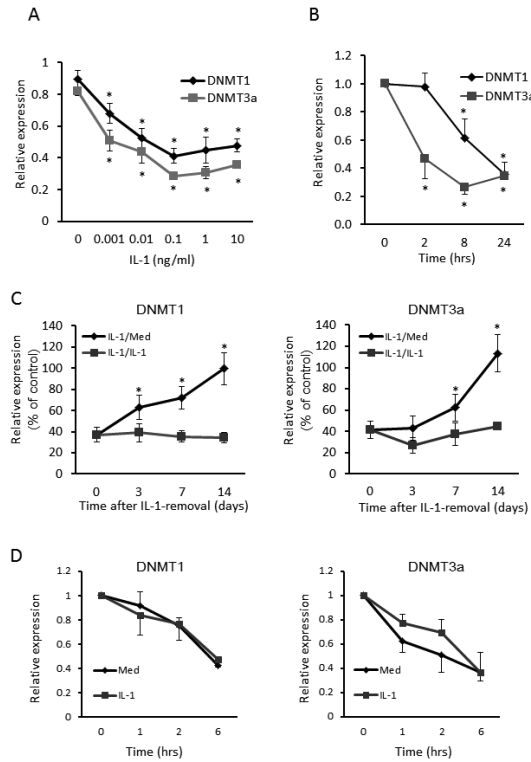 A
Relative expression
1
0.8
0.6
0.4
0.2
0
DNMT1
DNMT3a
* * * * *
* * * * *
0 0.001 0.01 0.1 1 10
IL-1 (ng/ml)
B
Relative expression
1.2
1.0
0.8
0.6
0.4
0.2
0.0
DNMT1
DNMT3a
* *
* * *
0 2 8 24
Time (hrs)
C
DNMT1
Relative expression
(% of control)
140
120
100
80
60
40
20
0
IL-1/Med
IL-1/IL-1
* * *
0 3 7 14
Time after IL-1-removal (days)
DNMT3a
Relative expression
(% of control)
140
120
100
80
60
40
20
0
IL-1/Med
IL-1/IL-1
* *
0 3 7 14
Time after IL-1-removal (days)
D
DNMT1
Relative expression
1.2
1
0.8
0.6
0.4
0.2
0
Med
IL-1
0 1 2 6
Time (hrs)
DNMT3a
Relative expression
1.2
1
0.8
0.6
0.4
0.2
0
Med
IL-1
0 1 2 6
Time (hrs)